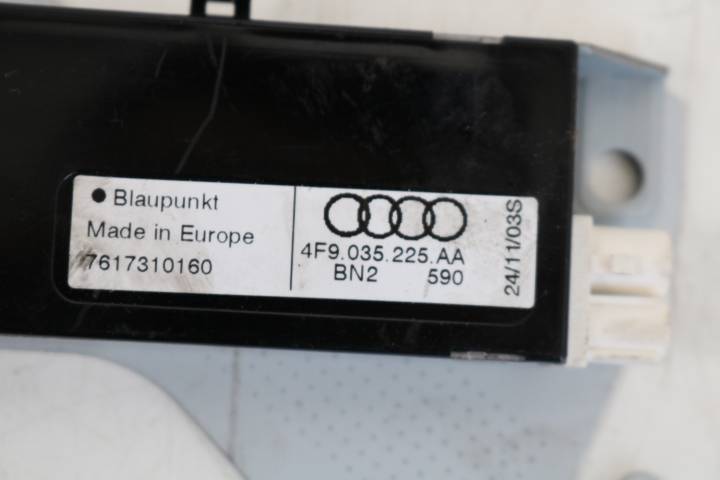 Blaupunkt
Made in Europe
7617310160
4F9.035.225.AA
BN2 590
24/11/03S